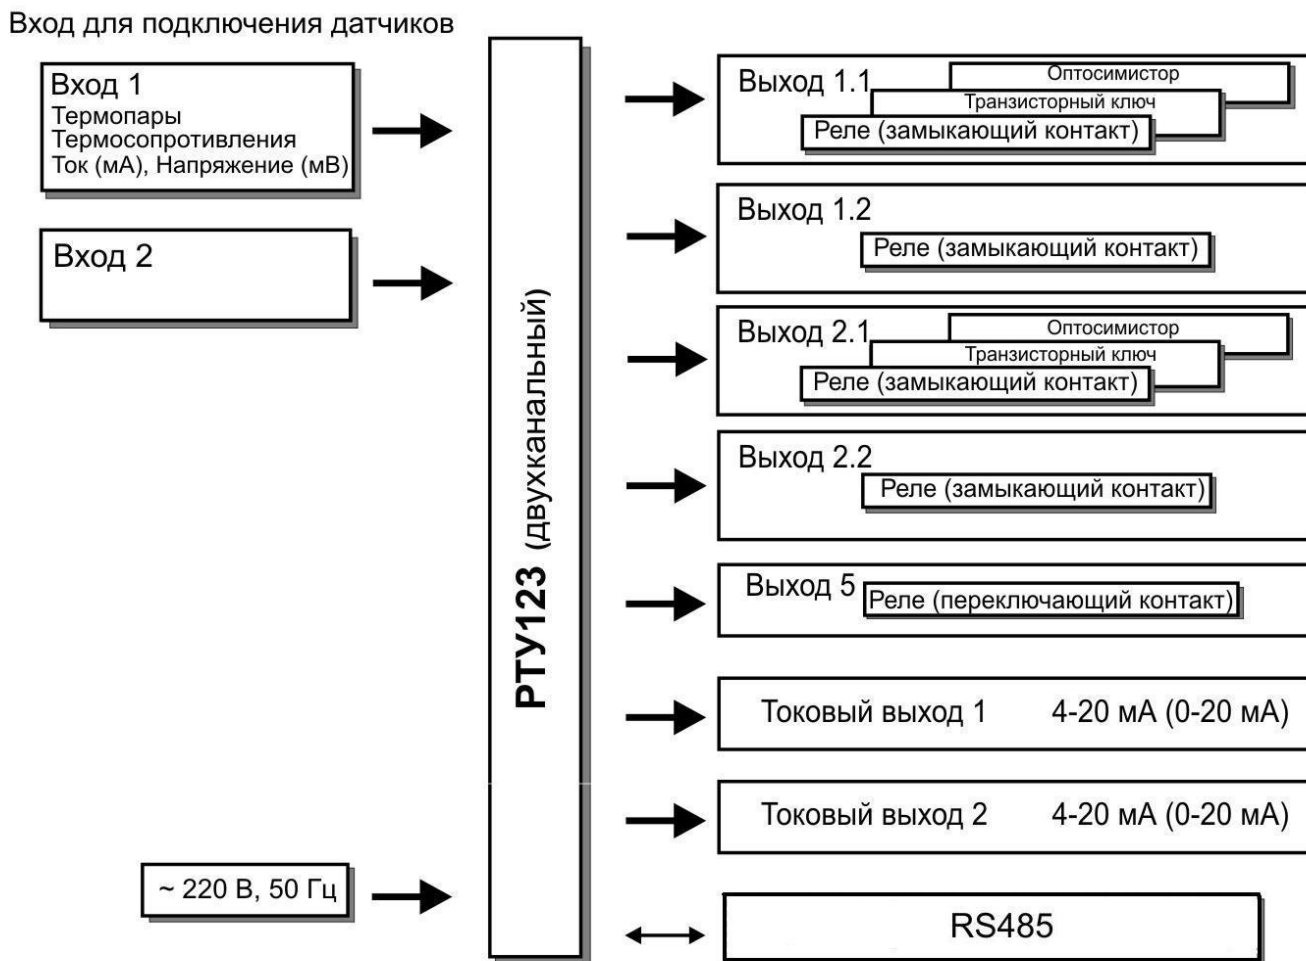 Вход для подключения датчиков
Вход 1
Термопары
Термосопротивления
Ток (мА), Напряжение (мВ)
Вход 2
~ 220 В, 50 Гц
РТУ123 (двухканальный)
Выход 1.1
Оптосимистор
Транзисторный ключ
Реле (замыкающий контакт)
Выход 1.2
Реле (замыкающий контакт)
Выход 2.1
Оптосимистор
Транзисторный ключ
Реле (замыкающий контакт)
Выход 2.2
Реле (замыкающий контакт)
Выход 5
Реле (переключающий контакт)
Токовый выход 1 4-20 мА (0-20 мА)
Токовый выход 2 4-20 мА (0-20 мА)
RS485